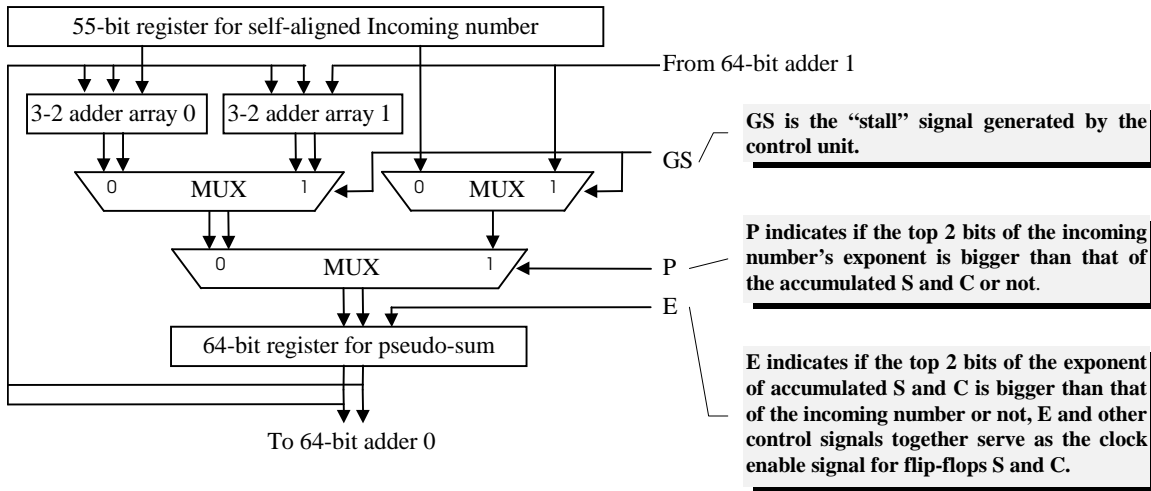 55-bit register for self-aligned Incoming number
From 64-bit adder 1
3-2 adder array 0
3-2 adder array 1
GS is the “stall” signal generated by the
control unit.
GS
0 MUX 1
0 MUX 1
P indicates if the top 2 bits of the incoming
number’s exponent is bigger than that of
the accumulated S and C or not.
0 MUX 1
P
E
64-bit register for pseudo-sum
E indicates if the top 2 bits of the exponent
of accumulated S and C is bigger than that
of the incoming number or not, E and other
control signals together serve as the clock
enable signal for flip-flops S and C.
To 64-bit adder 0